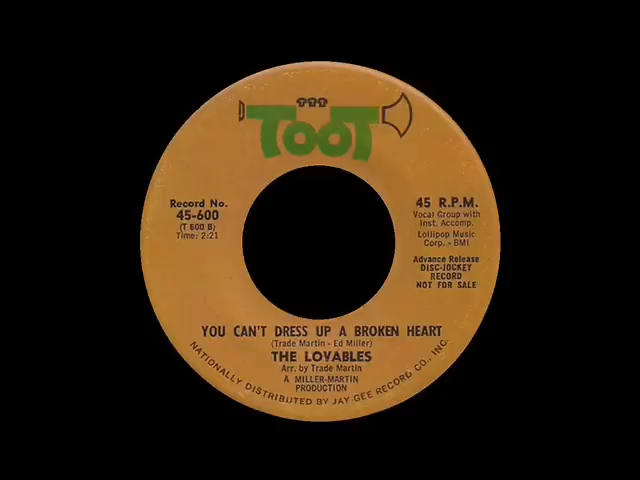 TOOT
Record No.
45-600
(T 600 B)
Time: 2:21
45 R.P.M.
Vocal Group with
Inst. Accomp.
Lollipop Music
Corp. - BMI
Advance Release
DISC-JOCKEY
RECORD
NOT FOR SALE
YOU CAN'T DRESS UP A BROKEN HEART
(Trade Martin - Ed Miller)
THE LOVABLES
Arr. by Trade Martin
A MILLER-MARTIN
PRODUCTION
NATIONALLY DISTRIBUTED BY JAY-GEE RECORD CO., INC.